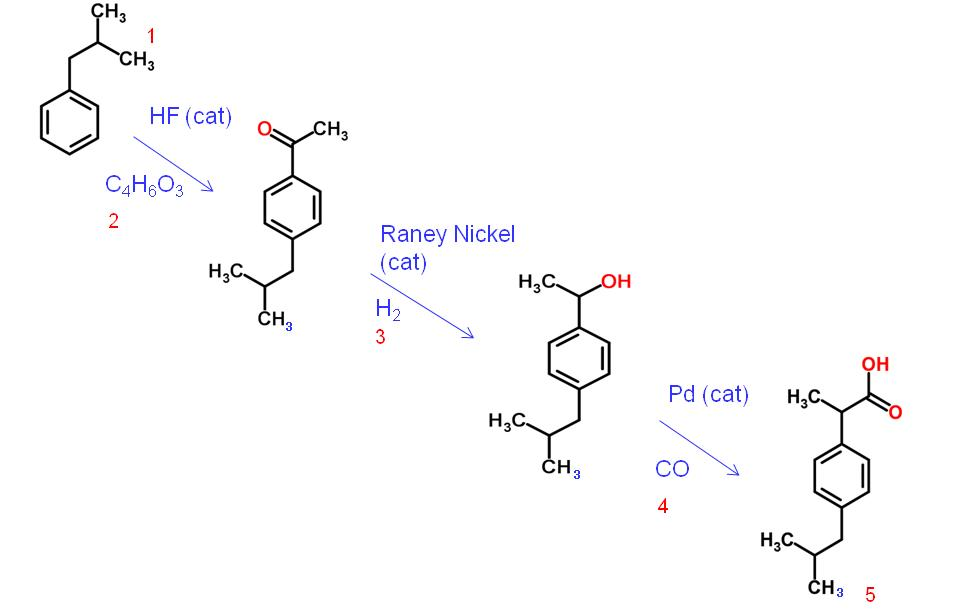 CH3
1
CH3
HF (cat)
O
CH3
C4H6O3
2
Raney Nickel
(cat)
H3C
CH3
H2
3
H3C
OH
Pd (cat)
OH
H3C
O
H3C
CH3
CO
4
H3C
CH3
5